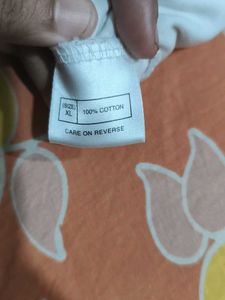 SIZE: 100% COTTON
XL
CARE ON REVERSE